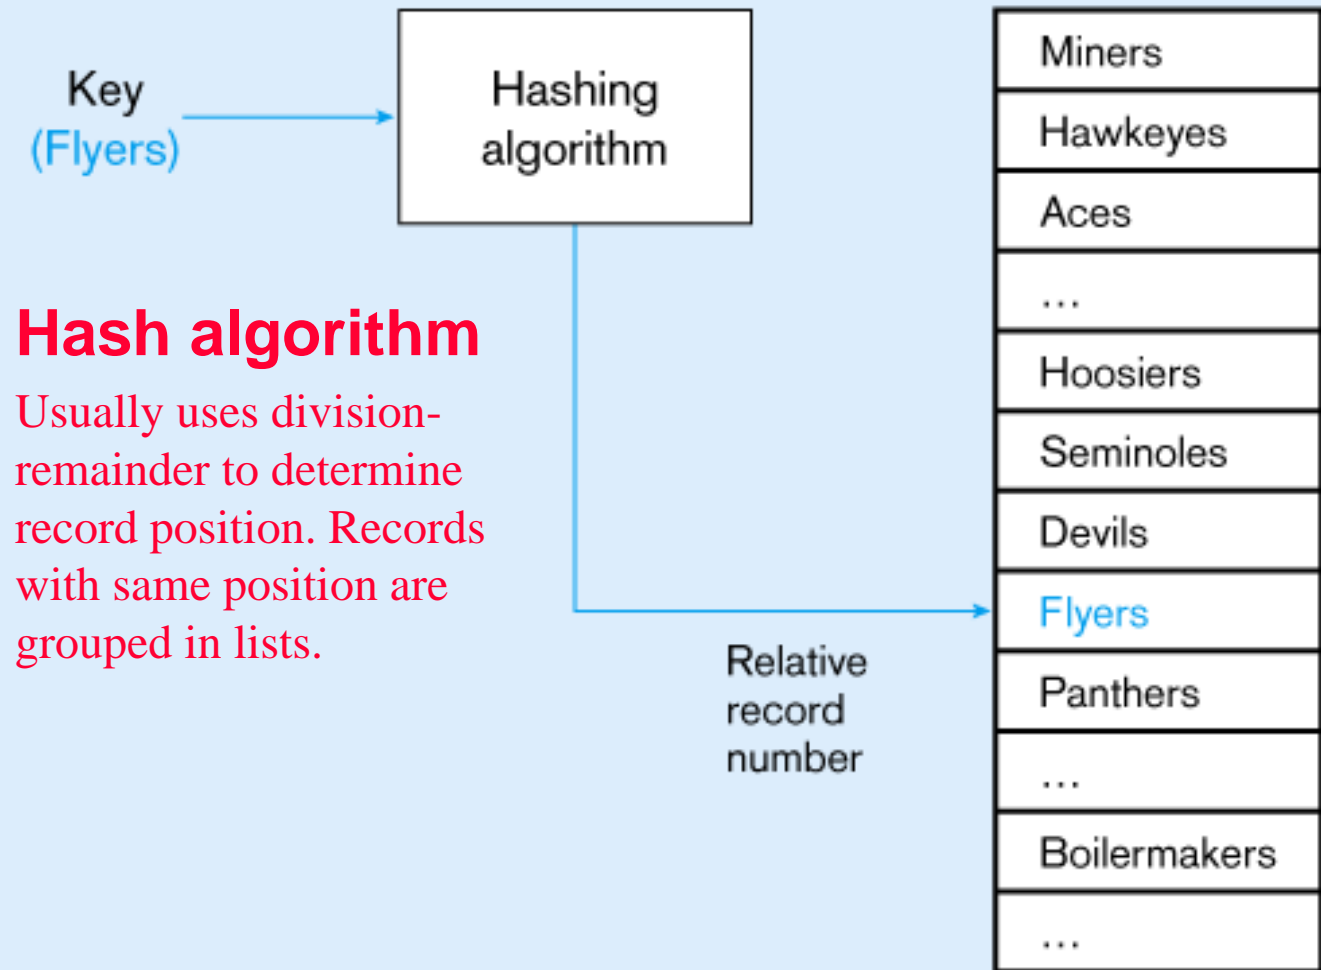 Key
(Flyers)
Hashing
algorithm
Hash algorithm
Usually uses division-
remainder to determine
record position. Records
with same position are
grouped in lists.
Relative
record
number
Miners
Hawkeyes
Aces
...
Hoosiers
Seminoles
Devils
Flyers
Panthers
...
Boilermakers
...